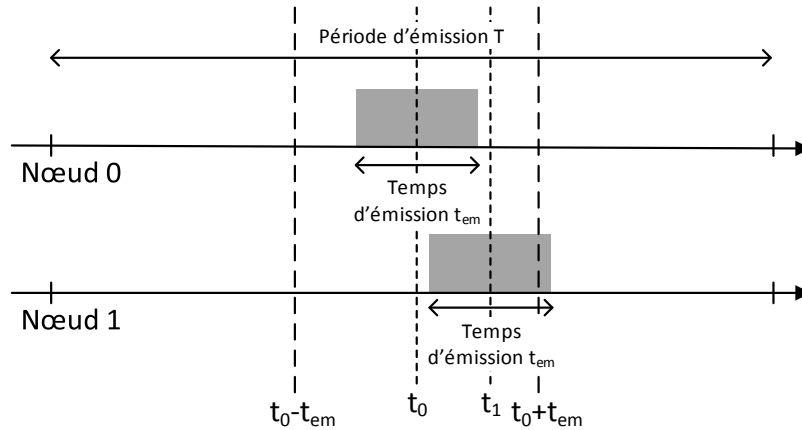 Période d'émission T
Nœud 0
Temps
d'émission tem
Nœud 1
Temps
d'émission tem
t0-tem
t0
t1
t0+tem